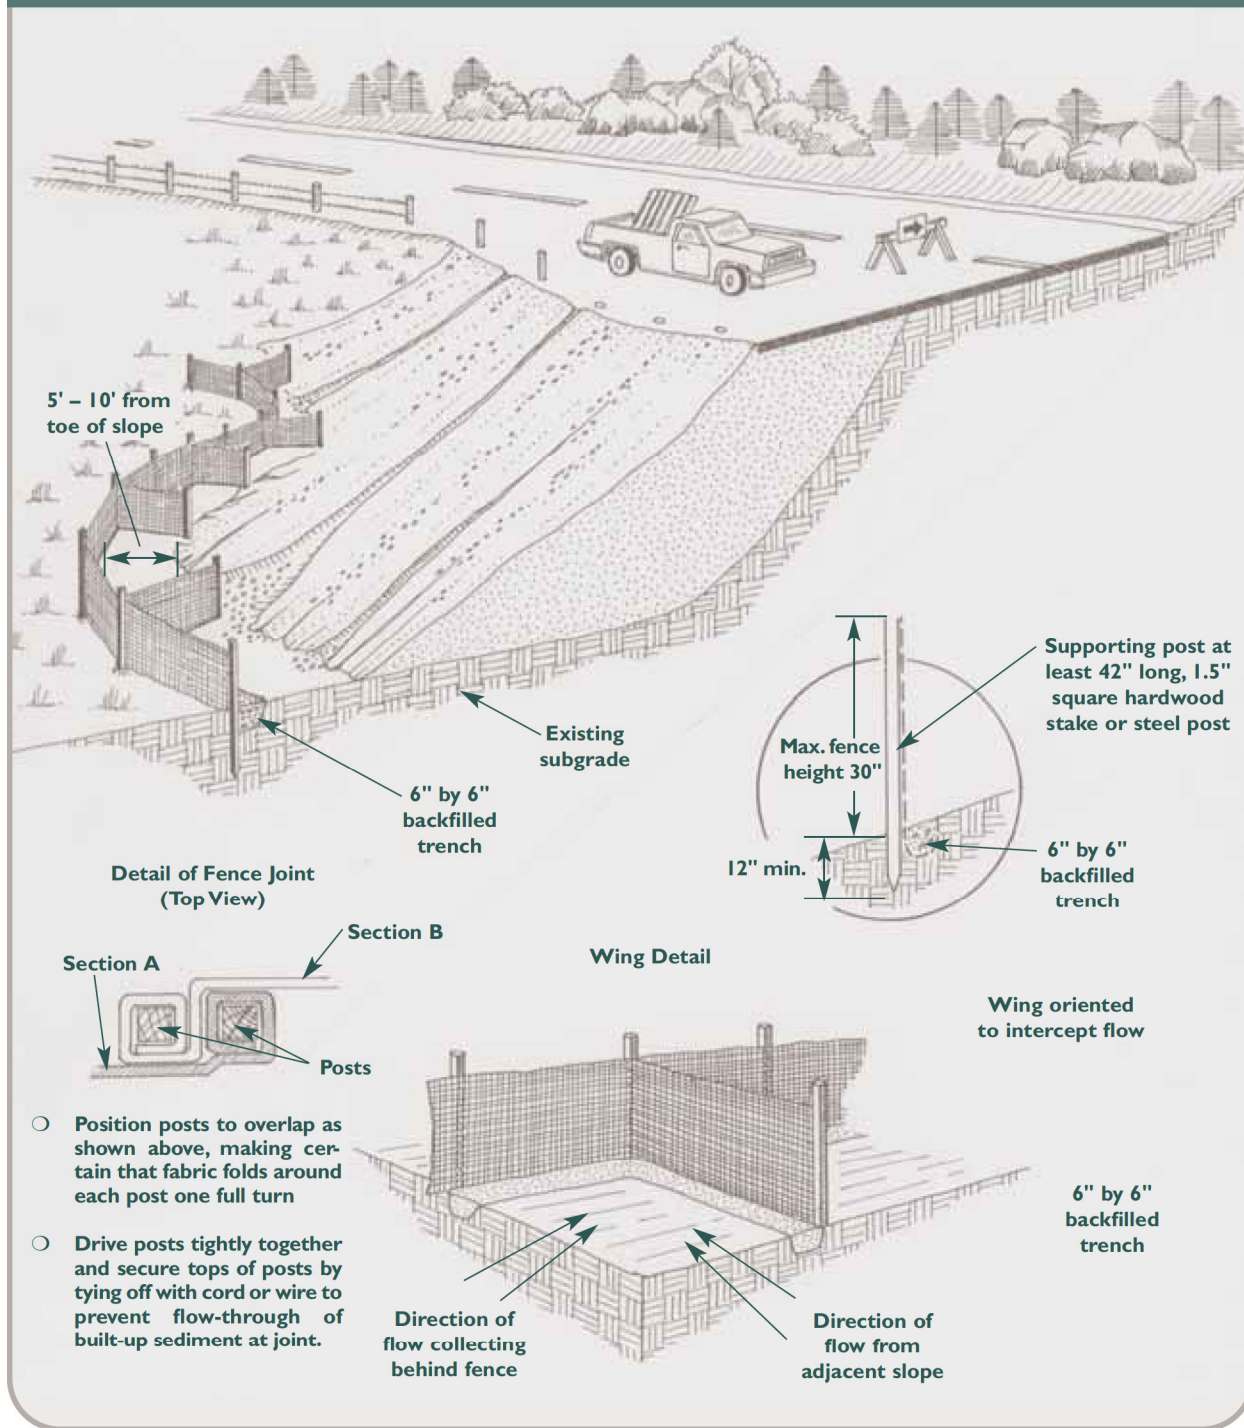 5' – 10' from
toe of slope
Existing
subgrade
6" by 6"
backfilled
trench
Supporting post at
least 42" long, 1.5"
square hardwood
stake or steel post
Max. fence
height 30"
12" min.
6" by 6"
backfilled
trench
Detail of Fence Joint
(Top View)
Section B
Section A
Posts
❍ Position posts to overlap as
shown above, making cer-
tain that fabric folds around
each post one full turn
❍ Drive posts tightly together
and secure tops of posts by
tying off with cord or wire to
prevent flow-through of
built-up sediment at joint.
Wing Detail
Wing oriented
to intercept flow
6" by 6"
backfilled
trench
Direction of
flow collecting
behind fence
Direction of
flow from
adjacent slope